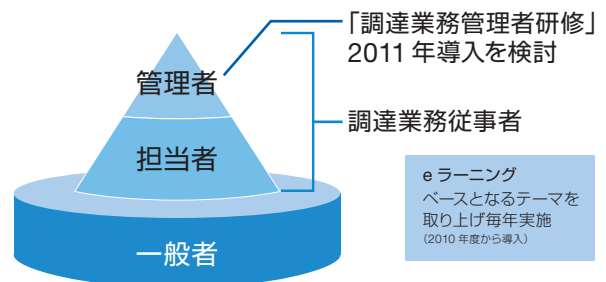 「調達業務管理者研修」
2011 年導入を検討
管理者
調達業務従事者
担当者
e ラーニング
ベースとなるテーマを
取り上げ毎年実施
(2010 年度から導入)
一般者